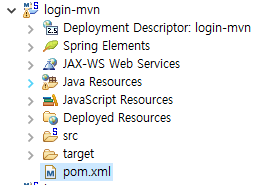 login-mvn
Deployment Descriptor: login-mvn
Spring Elements
JAX-WS Web Services
Java Resources
JavaScript Resources
Deployed Resources
src
target
pom.xml